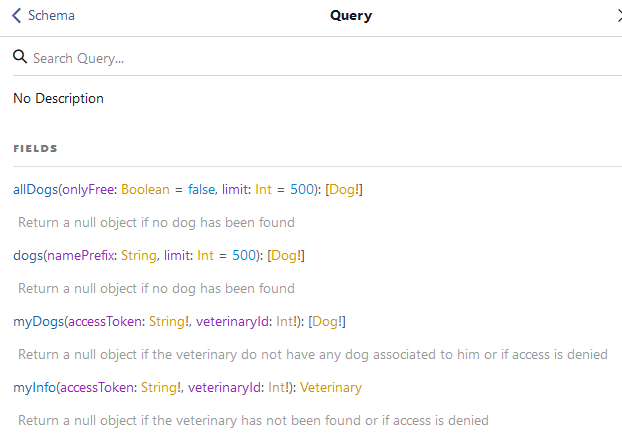 Schema
Query
Search Query...
No Description
FIELDS
allDogs(onlyFree: Boolean = false, limit: Int = 500): [Dog!]
Return a null object if no dog has been found
dogs(namePrefix: String, limit: Int = 500): [Dog!]
Return a null object if no dog has been found
myDogs(accessToken: String!, veterinaryId: Int!): [Dog!]
Return a null object if the veterinary do not have any dog associated to him or if access is denied
myInfo(accessToken: String!, veterinaryId: Int!): Veterinary
Return a null object if the veterinary has not been found or if access is denied